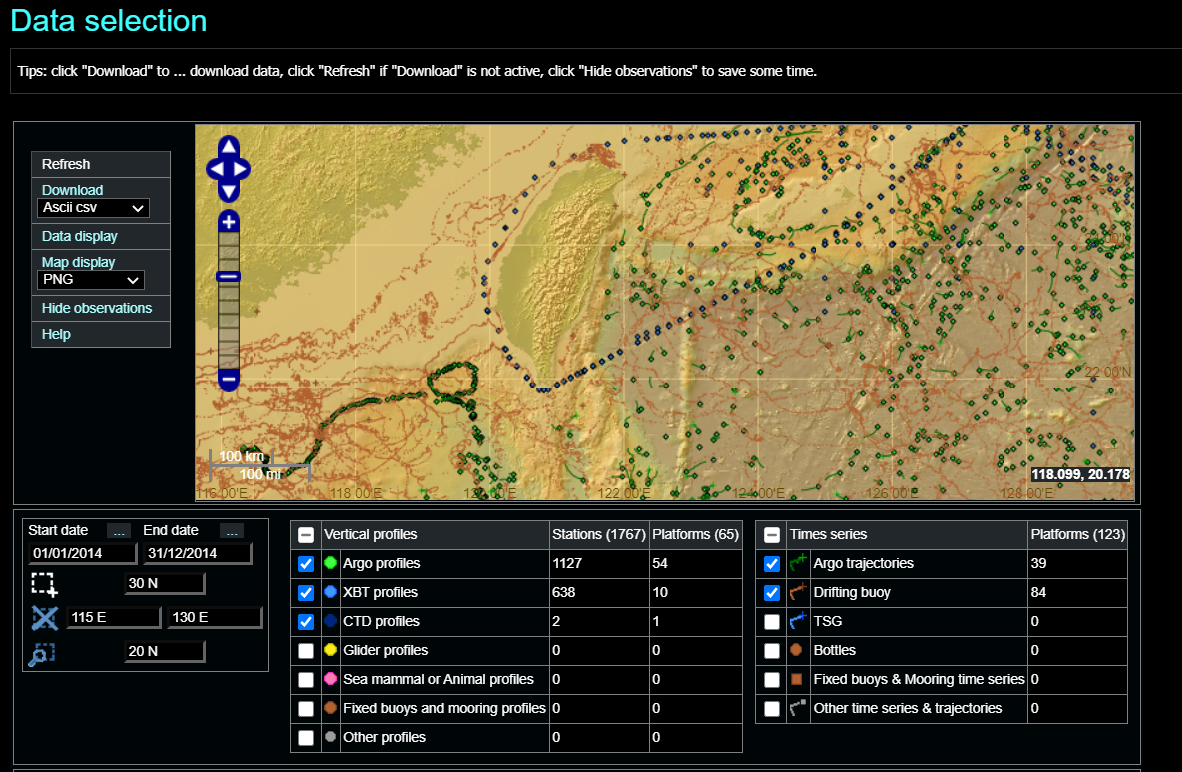 Data selection
Tips: click "Download" to ... download data, click "Refresh" if "Download" is not active, click "Hide observations" to save some time.
Refresh
Download
Ascii csv
Data display
Map display
PNG
Hide observations
Help
+
−
22 00'N
100 km
100 mi
118.099, 20.178
116 00'E 118 00'E 122 00'E 124 00'E 126 00'E 128 00'E
Start date ... End date ...
01/01/2014 31/12/2014
30 N
115 E 130 E
20 N
Vertical profiles Stations (1767) Platforms (65)
Argo profiles 1127 54
XBT profiles 638 10
CTD profiles 2 1
Glider profiles 0 0
Sea mammal or Animal profiles 0 0
Fixed buoys and mooring profiles 0 0
Other profiles 0 0
Times series Platforms (123)
Argo trajectories 39
Drifting buoy 84
TSG 0
Bottles 0
Fixed buoys & Mooring time series 0
Other time series & trajectories 0